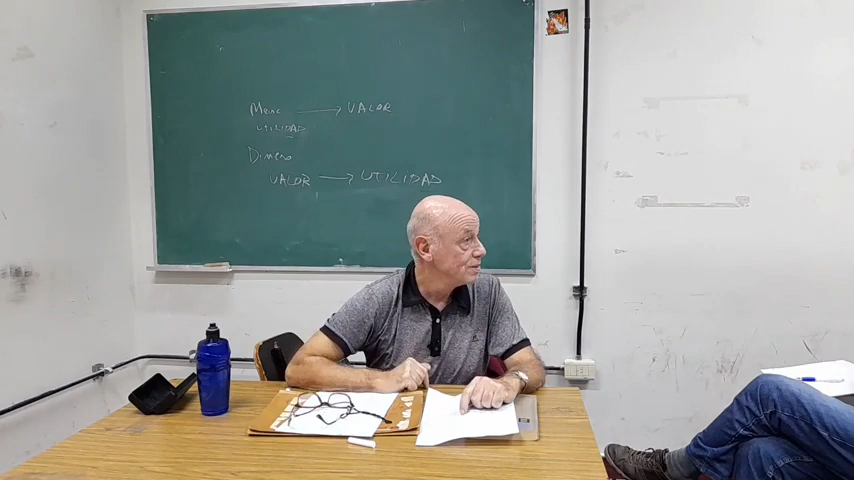 Merc → VALOR
UTILIDAD
Dinero
VALOR → UTILIDAD